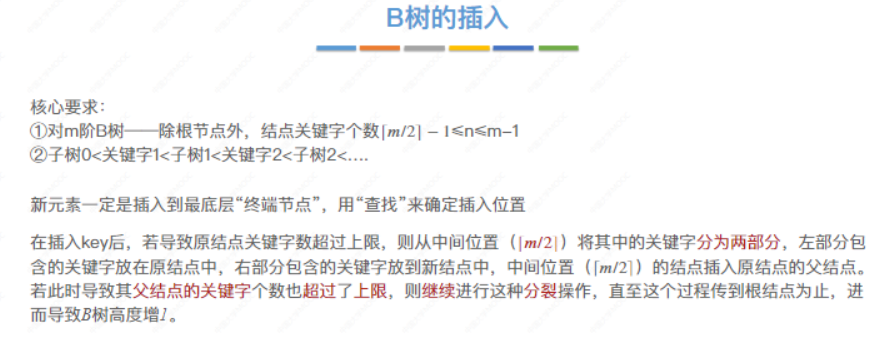 B树的插入
核心要求：
①对m阶B树——除根节点外，结点关键字个数⌈m/2⌉ − 1≤n≤m−1
②子树0<关键字1<子树1<关键字2<子树2<....
新元素一定是插入到最底层“终端节点”，用“查找”来确定插入位置
在插入key后，若导致原结点关键字数超过上限，则从中间位置（⌈m/2⌉）将其中的关键字分为两部分，左部分包
含的关键字放在原结点中，右部分包含的关键字放到新结点中，中间位置（⌈m/2⌉）的结点插入原结点的父结点。
若此时导致其父结点的关键字个数也超过了上限，则继续进行这种分裂操作，直至这个过程传到根结点为止，进
而导致B树高度增1。